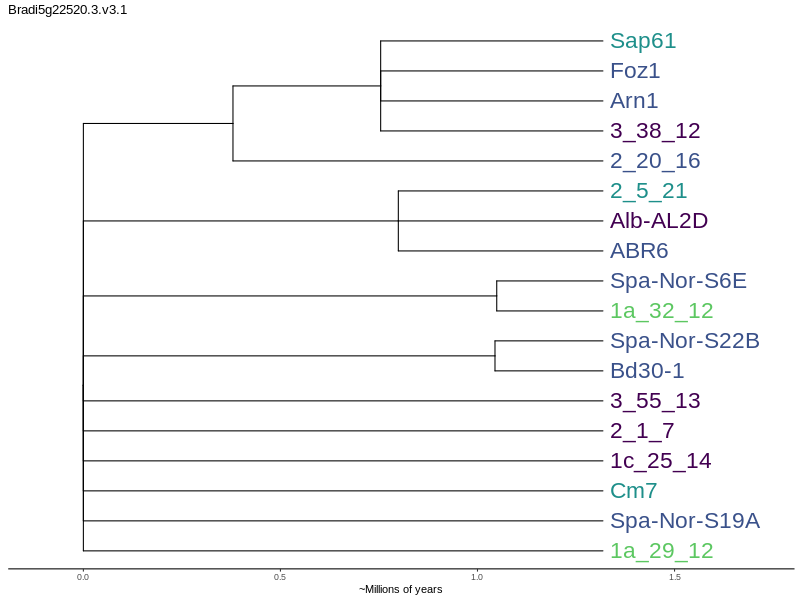 Bradi5g22520.3.v3.1
Sap61
Foz1
Arn1
3_38_12
2_20_16
2_5_21
Alb-AL2D
ABR6
Spa-Nor-S6E
1a_32_12
Spa-Nor-S22B
Bd30-1
3_55_13
2_1_7
1c_25_14
Cm7
Spa-Nor-S19A
1a_29_12
0.0 0.5 1.0 1.5
~Millions of years